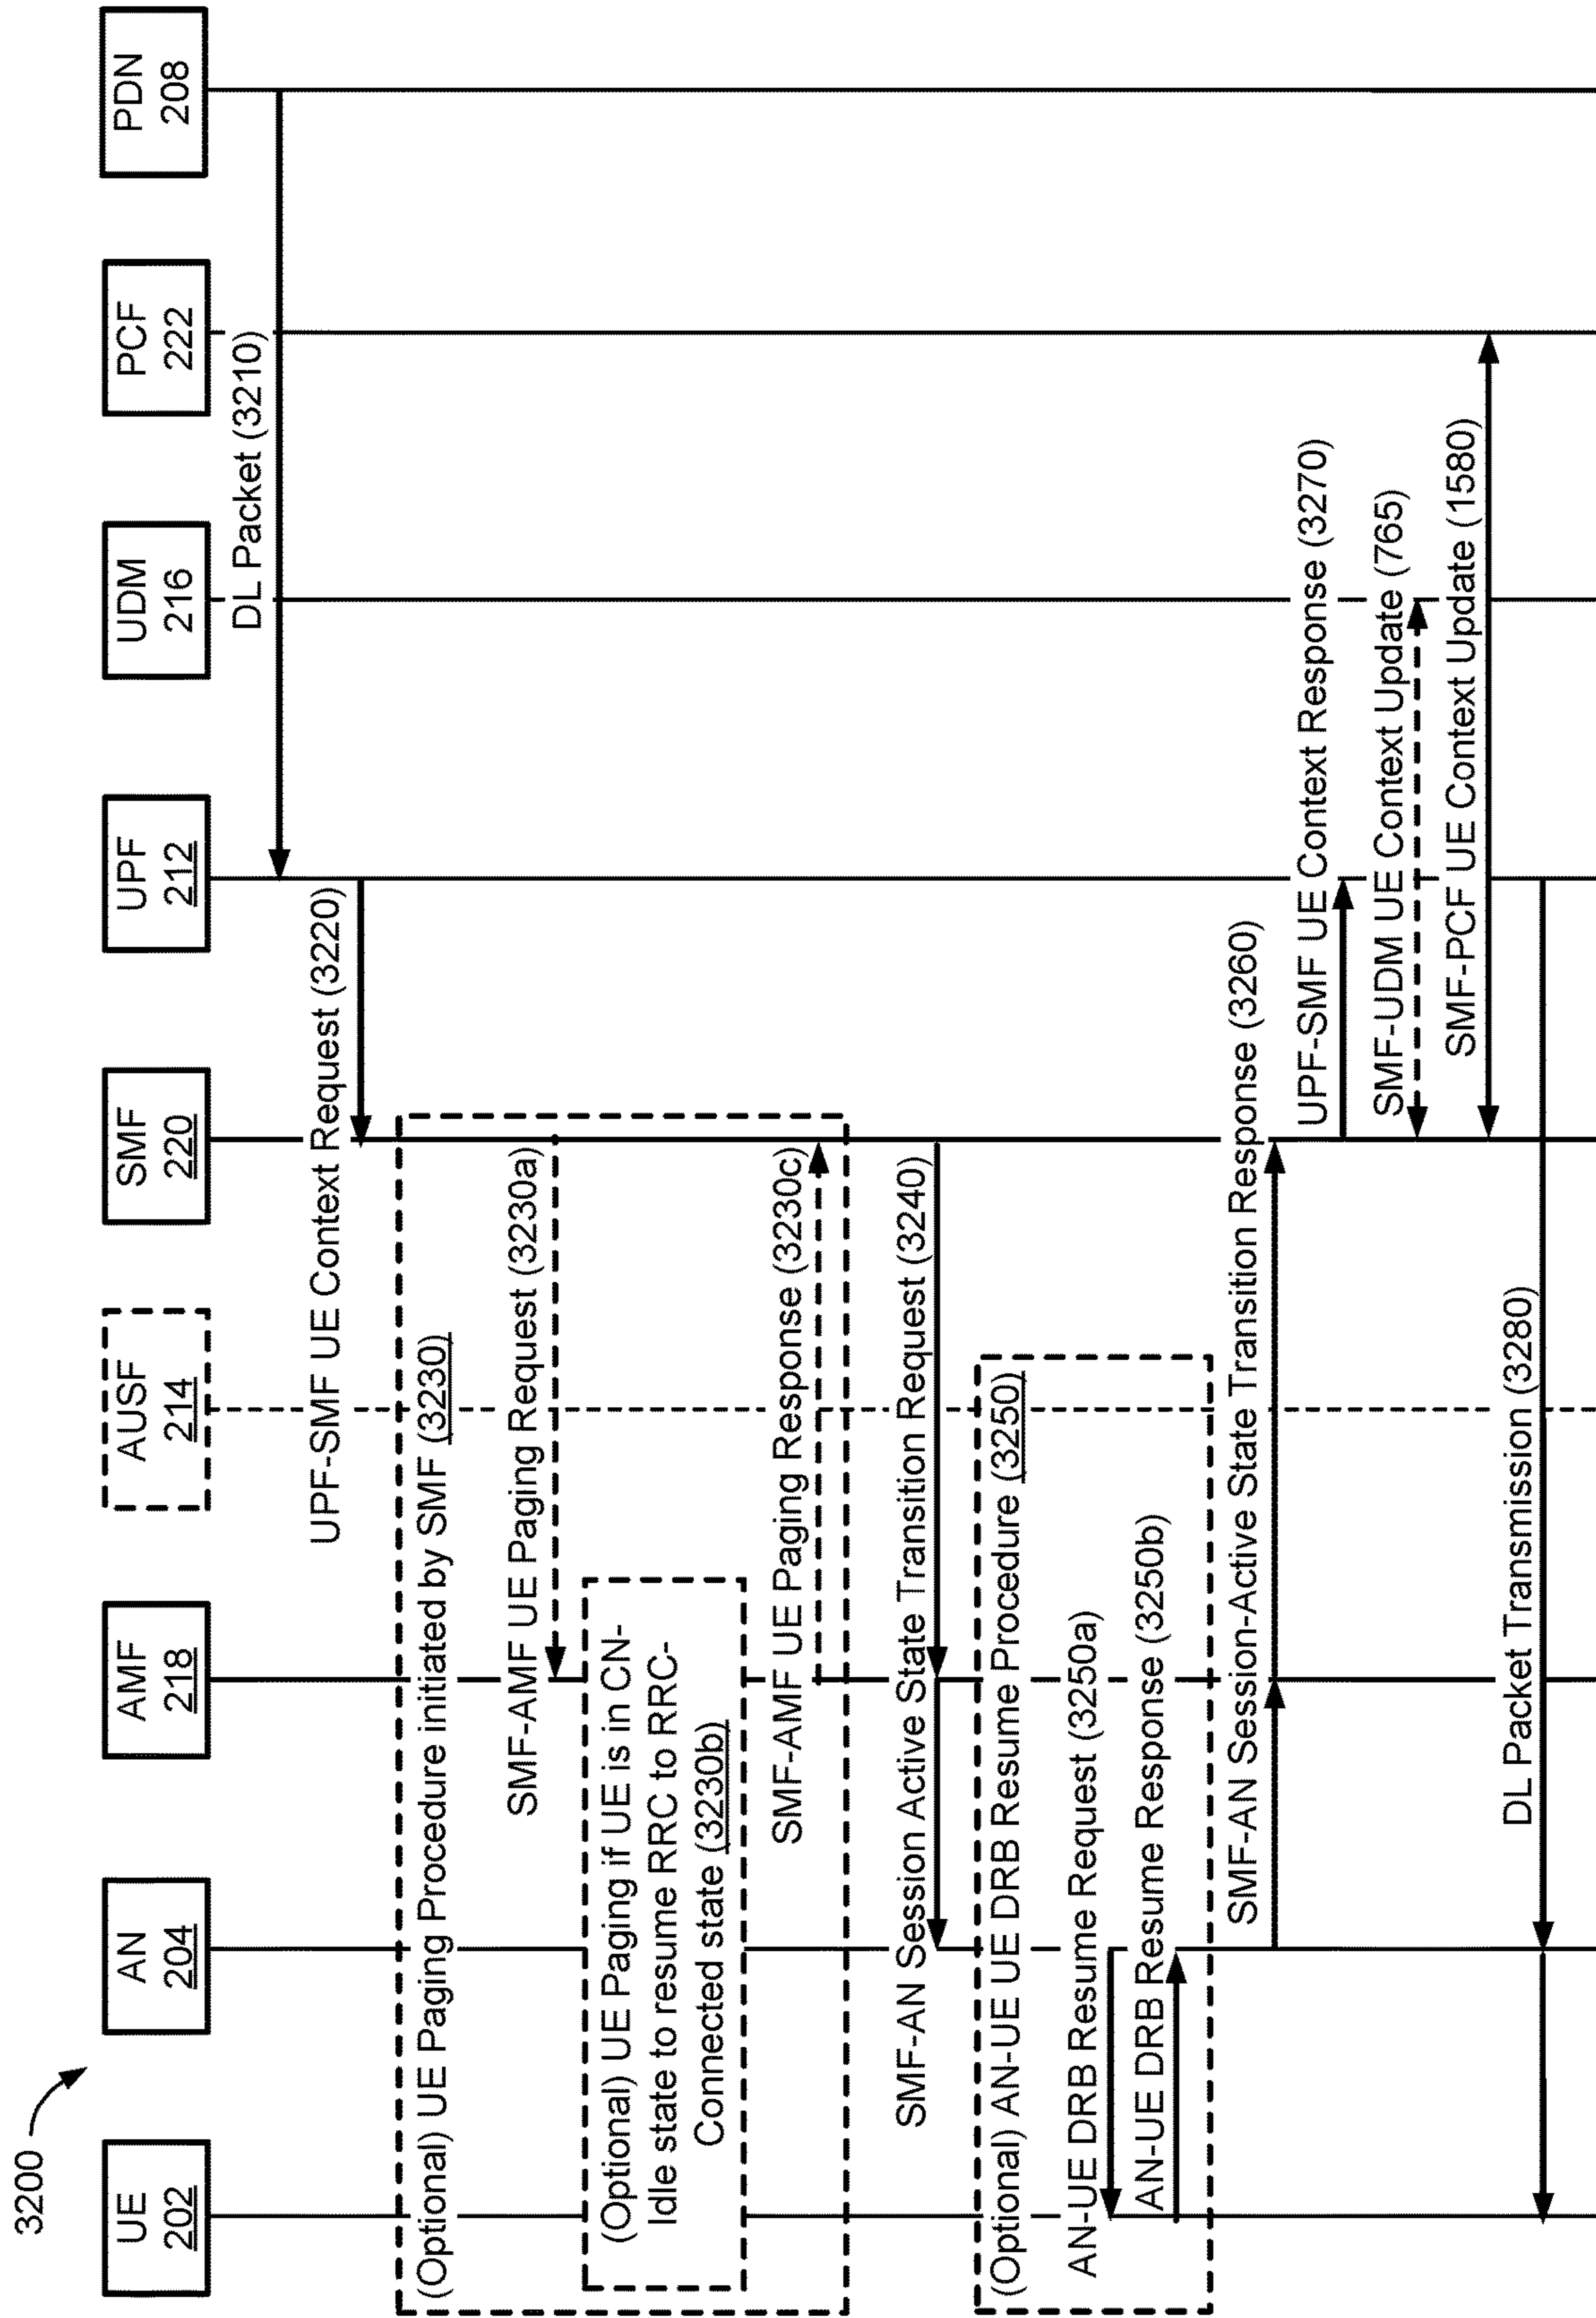 3200
UE
202
AN
204
AMF
218
AUSF
214
SMF
220
UPF
212
UDM
216
PCF
222
PDN
208
DL Packet (3210)
UPF-SMF UE Context Request (3220)
(Optional) UE Paging Procedure initiated by SMF (3230)
SMF-AMF UE Paging Request (3230a)
(Optional) UE Paging if UE is in CN-
Idle state to resume RRC to RRC-
Connected state (3230b)
SMF-AMF UE Paging Response (3230c)
SMF-AN Session Active State Transition Request (3240)
(Optional) AN-UE UE DRB Resume Procedure (3250)
AN-UE DRB Resume Request (3250a)
AN-UE DRB Resume Response (3250b)
SMF-AN Session-Active State Transition Response (3260)
UPF-SMF UE Context Response (3270)
SMF-UDM UE Context Update (765)
SMF-PCF UE Context Update (1580)
DL Packet Transmission (3280)